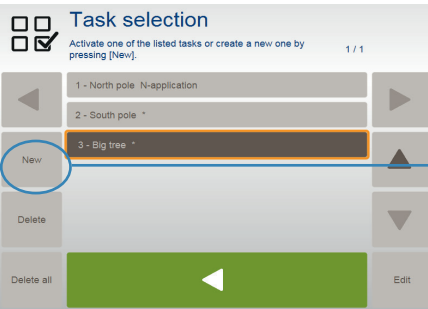 Task selection
Activate one of the listed tasks or create a new one by
pressing [New].
1 / 1
1 - North pole N-application
2 - South pole *
3 - Big tree *
New
Delete
Delete all
Edit